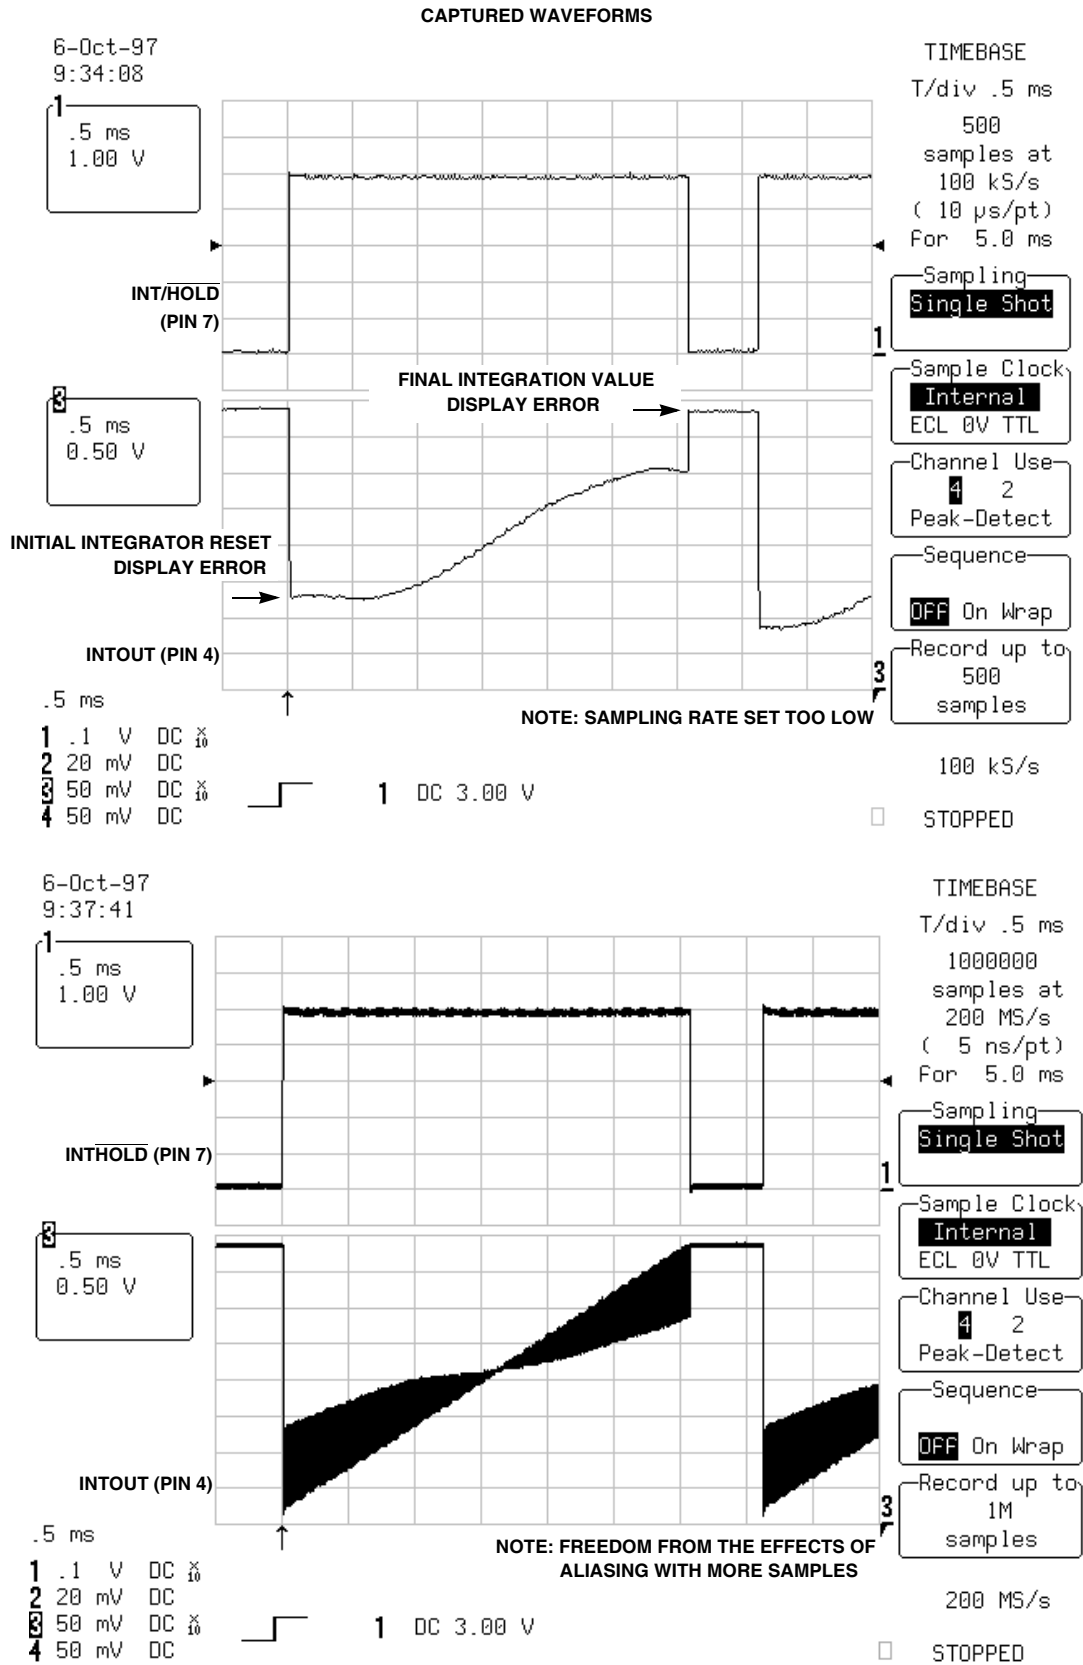 CAPTURED WAVEFORMS
6-Oct-97
9:34:08
1
.5 ms
1.00 V
INT/HOLD
(PIN 7)
1
FINAL INTEGRATION VALUE
DISPLAY ERROR
3
.5 ms
0.50 V
INITIAL INTEGRATOR RESET
DISPLAY ERROR
INTOUT (PIN 4)
3
NOTE: SAMPLING RATE SET TOO LOW
.5 ms
1 .1 V DC X10
2 20 mV DC
3 50 mV DC X10
4 50 mV DC
1 DC 3.00 V
TIMEBASE
T/div .5 ms
500
samples at
100 kS/s
( 10 µs/pt)
for 5.0 ms
Sampling
Single Shot
Sample Clock
Internal
ECL 0V TTL
Channel Use
4 2
Peak-Detect
Sequence
OFF On Wrap
Record up to
500
samples
100 kS/s
STOPPED
6-Oct-97
9:37:41
1
.5 ms
1.00 V
INTHOLD (PIN 7)
1
3
.5 ms
0.50 V
INTOUT (PIN 4)
3
NOTE: FREEDOM FROM THE EFFECTS OF
ALIASING WITH MORE SAMPLES
.5 ms
1 .1 V DC X10
2 20 mV DC
3 50 mV DC X10
4 50 mV DC
1 DC 3.00 V
TIMEBASE
T/div .5 ms
1000000
samples at
200 MS/s
( 5 ns/pt)
for 5.0 ms
Sampling
Single Shot
Sample Clock
Internal
ECL 0V TTL
Channel Use
4 2
Peak-Detect
Sequence
OFF On Wrap
Record up to
1M
samples
200 MS/s
STOPPED